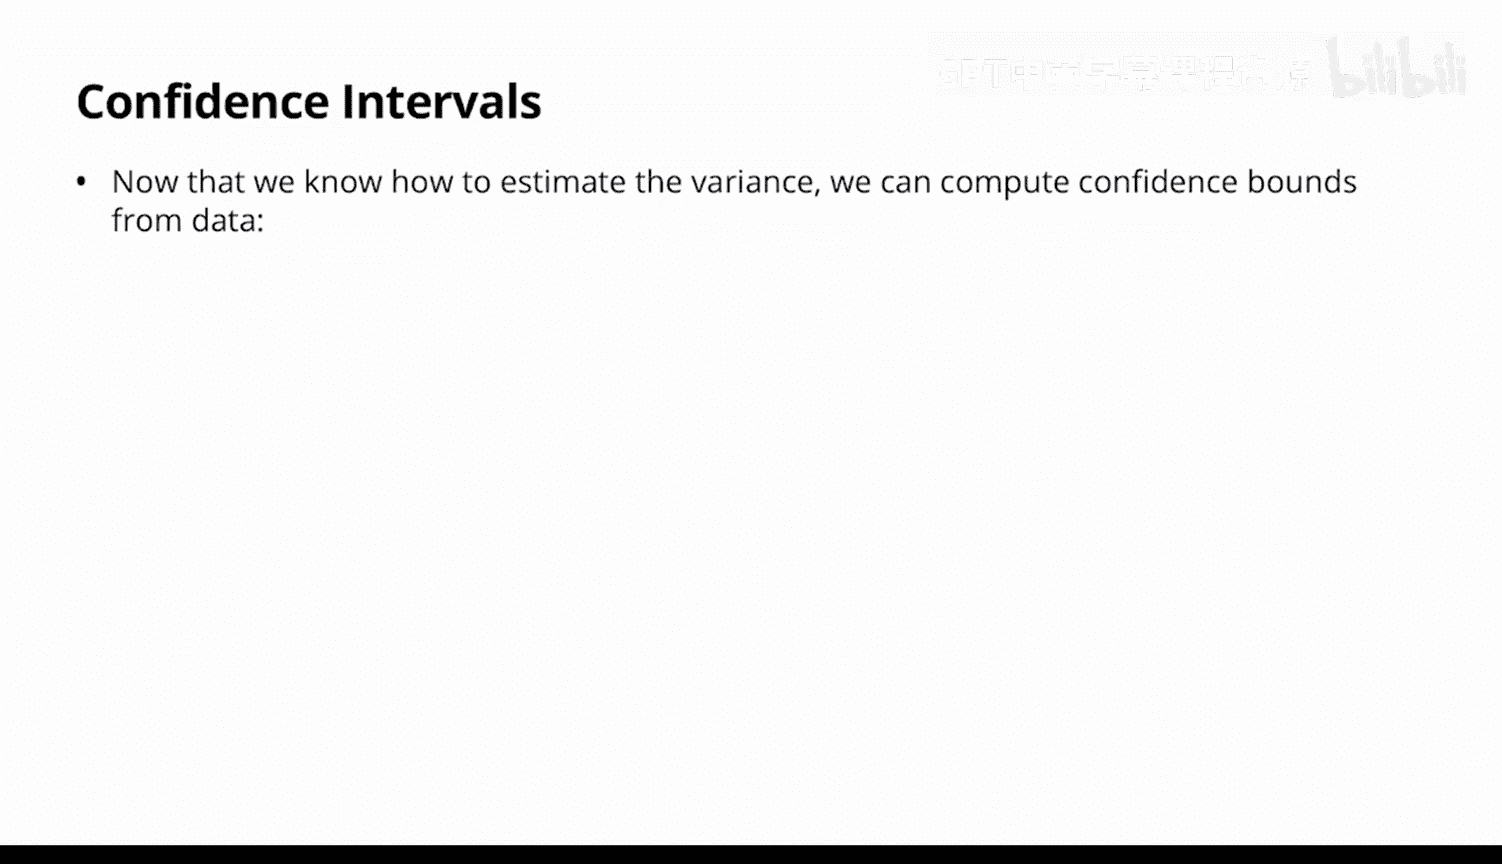 bilibili
Confidence Intervals
• Now that we know how to estimate the variance, we can compute confidence bounds
from data: